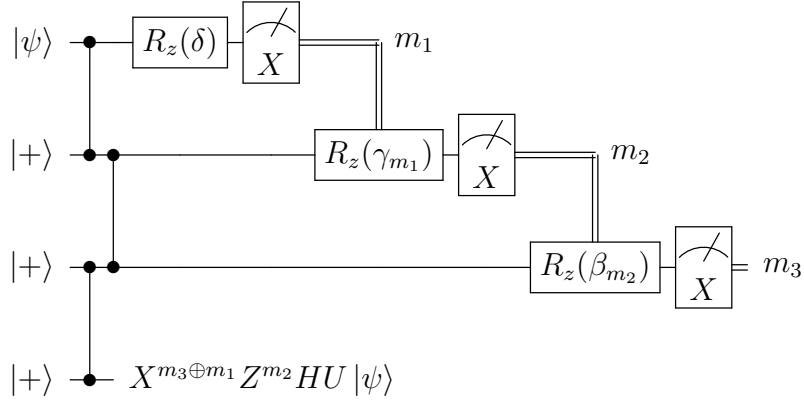 |ψ⟩ R_z(δ) X m_1
|+⟩ R_z(γ_{m_1}) X m_2
|+⟩ R_z(β_{m_2}) X m_3
|+⟩ X^{m_3⊕m_1} Z^{m_2} HU |ψ⟩